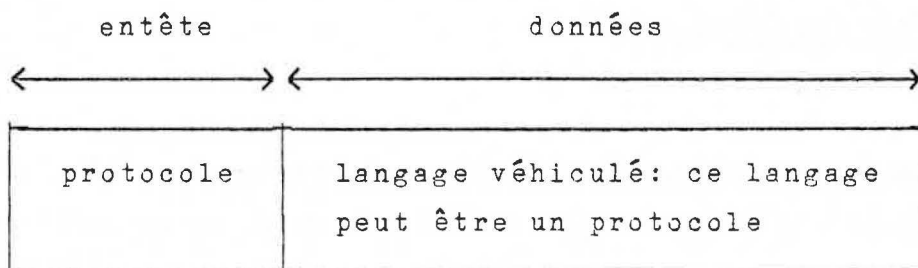 entête données
protocole langage véhiculé: ce langage
peut être un protocole